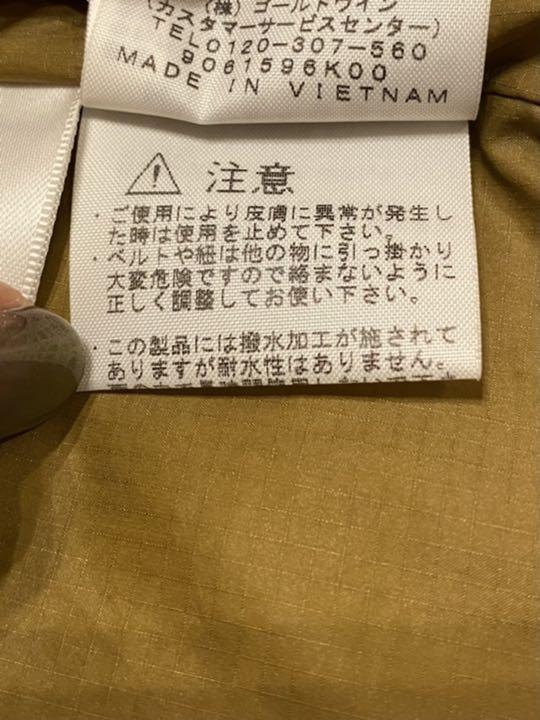 (株)ゴールドウイン
(カスタマーサービスセンター)
TEL0120-307-560
9061596K00
MADE IN VIETNAM
注意
・ご使用により皮膚に異常が発生し
た時は使用を止めて下さい。
・ベルトや紐は他の物に引っ掛かり
大変危険ですので絡まないように
正しく調整してお使い下さい。
・この製品には撥水加工が施されて
ありますが耐水性はありません。